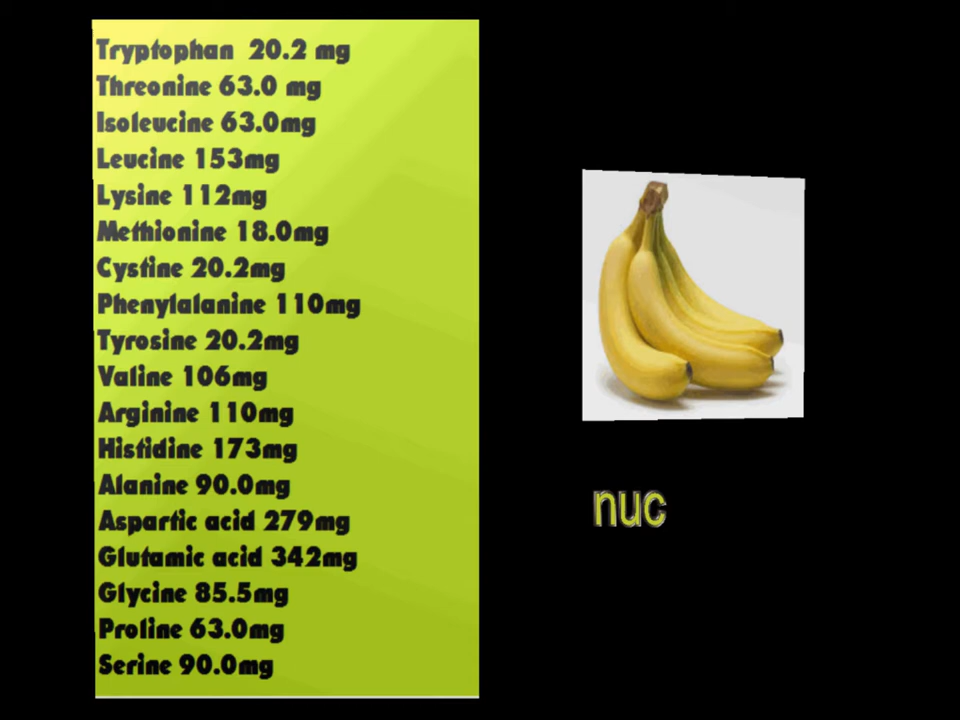 Tryptophan 20.2 mg
Threonine 63.0 mg
Isoleucine 63.0mg
Leucine 153mg
Lysine 112mg
Methionine 18.0mg
Cystine 20.2mg
Phenylalanine 110mg
Tyrosine 20.2mg
Valine 106mg
Arginine 110mg
Histidine 173mg
Alanine 90.0mg
Aspartic acid 279mg
Glutamic acid 342mg
Glycine 85.5mg
Proline 63.0mg
Serine 90.0mg
nuc